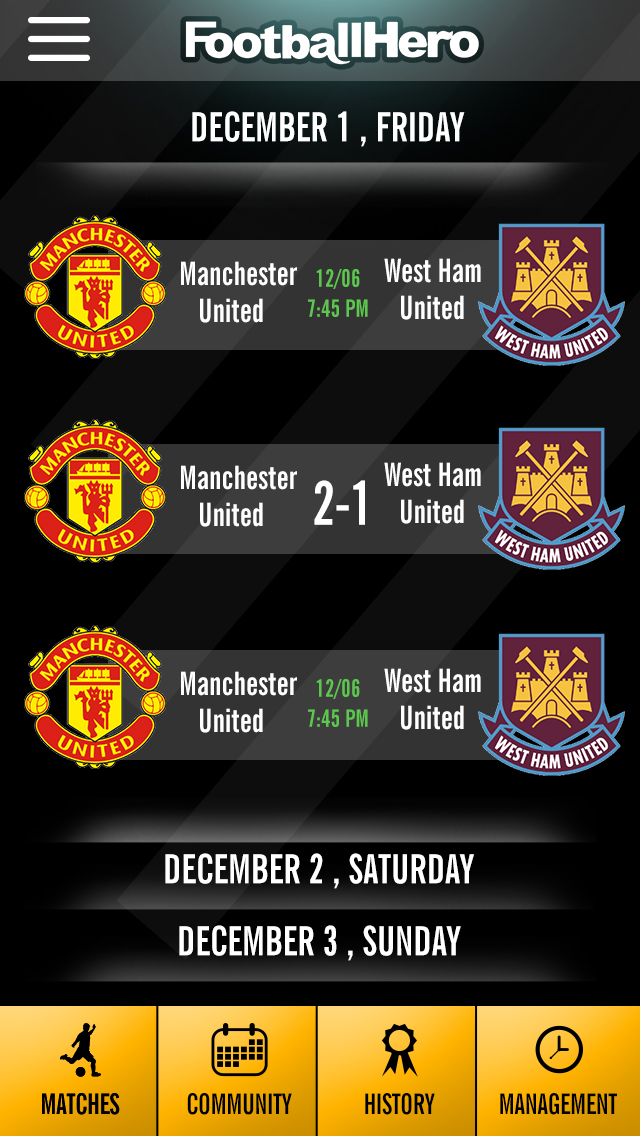 FootballHero
DECEMBER 1 , FRIDAY
MANCHESTER
UNITED
Manchester
United
12/06
7:45 PM
West Ham
United
WEST HAM UNITED
MANCHESTER
UNITED
Manchester
United
2-1
West Ham
United
WEST HAM UNITED
MANCHESTER
UNITED
Manchester
United
12/06
7:45 PM
West Ham
United
WEST HAM UNITED
DECEMBER 2 , SATURDAY
DECEMBER 3 , SUNDAY
MATCHES
COMMUNITY
HISTORY
MANAGEMENT